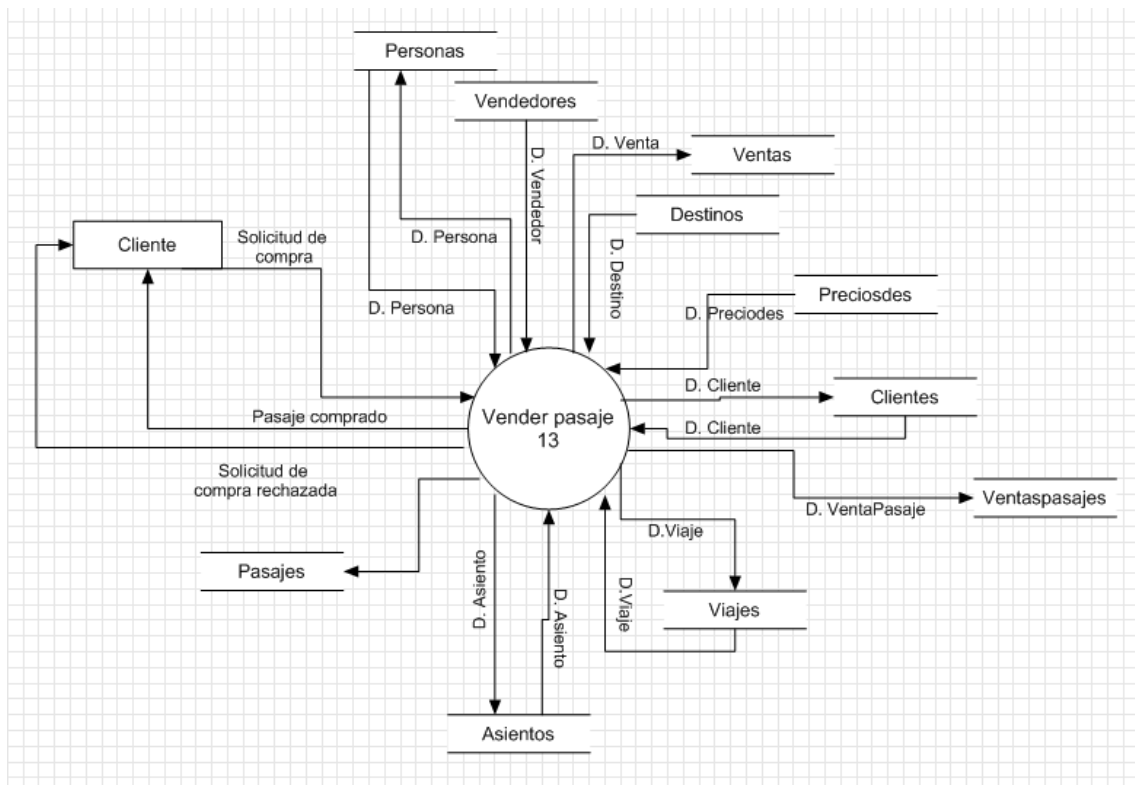 Personas
Vendedores
D. Venta
Ventas
D. Vendedor
Destinos
Cliente
Solicitud de
compra
D. Persona
D. Destino
D. Persona
Preciosdes
D. Preciodes
D. Cliente
Clientes
Pasaje comprado
Vender pasaje
13
D. Cliente
Solicitud de
compra rechazada
Ventaspasajes
D. VentaPasaje
D.Viaje
Pasajes
D. Asiento
D. Asiento
D.Viaje
Viajes
Asientos